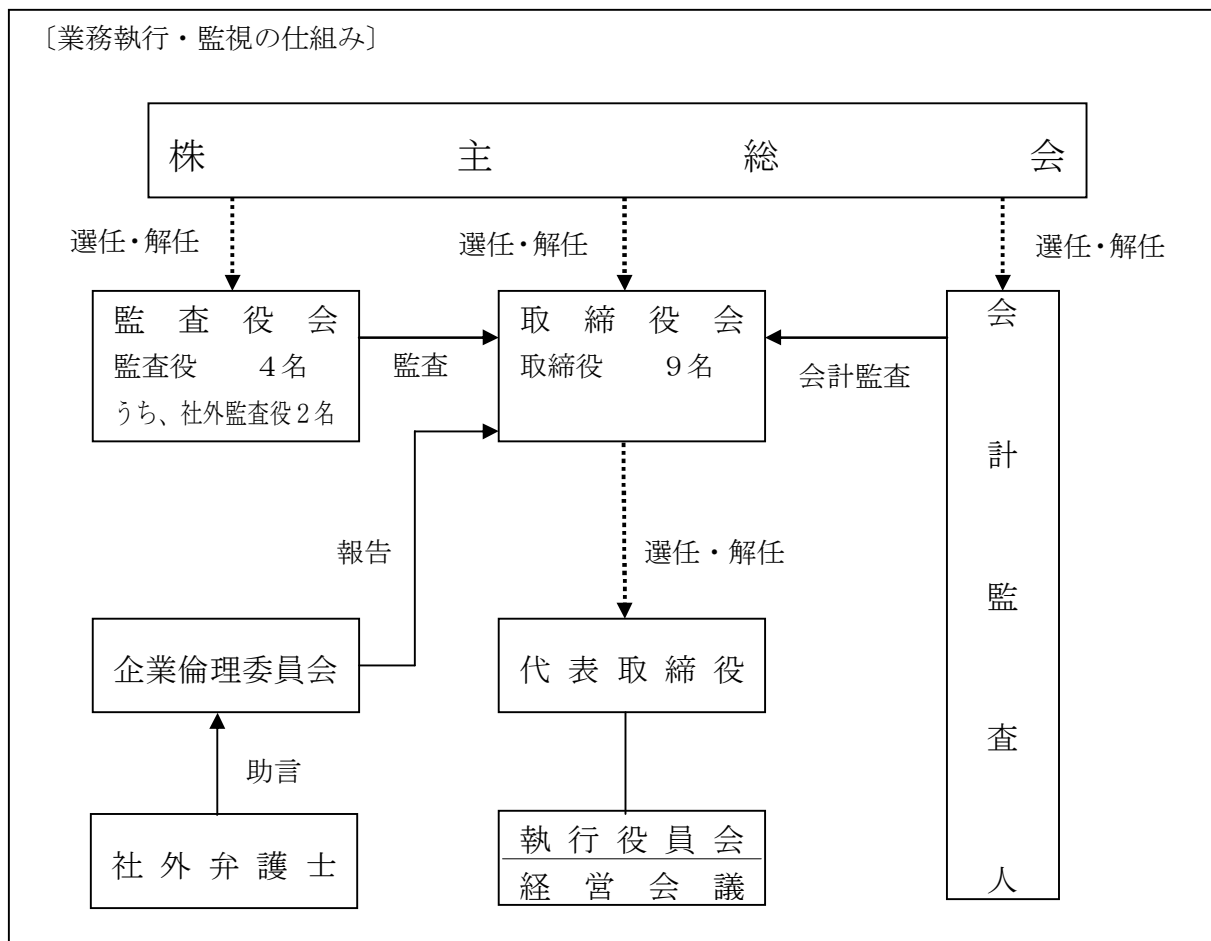 〔業務執行・監視の仕組み〕
株主総会
選任・解任
選任・解任
選任・解任
監査役会
監査役 4名
うち、社外監査役2名
監査
取締役会
取締役 9名
会計監査
会計監査人
報告
選任・解任
企業倫理委員会
代表取締役
助言
社外弁護士
執行役員会
経営会議